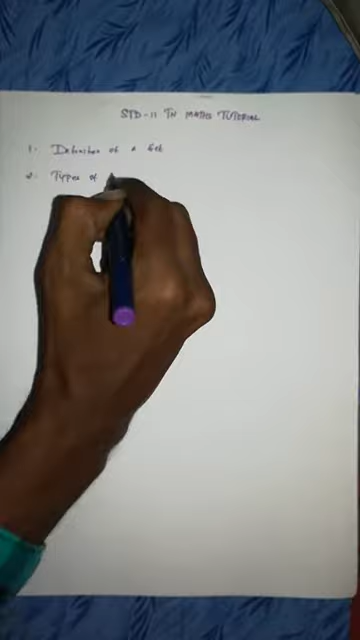 STD-11 TN MATHS TUTORIAL
1. Definition of a Set
2. Types of